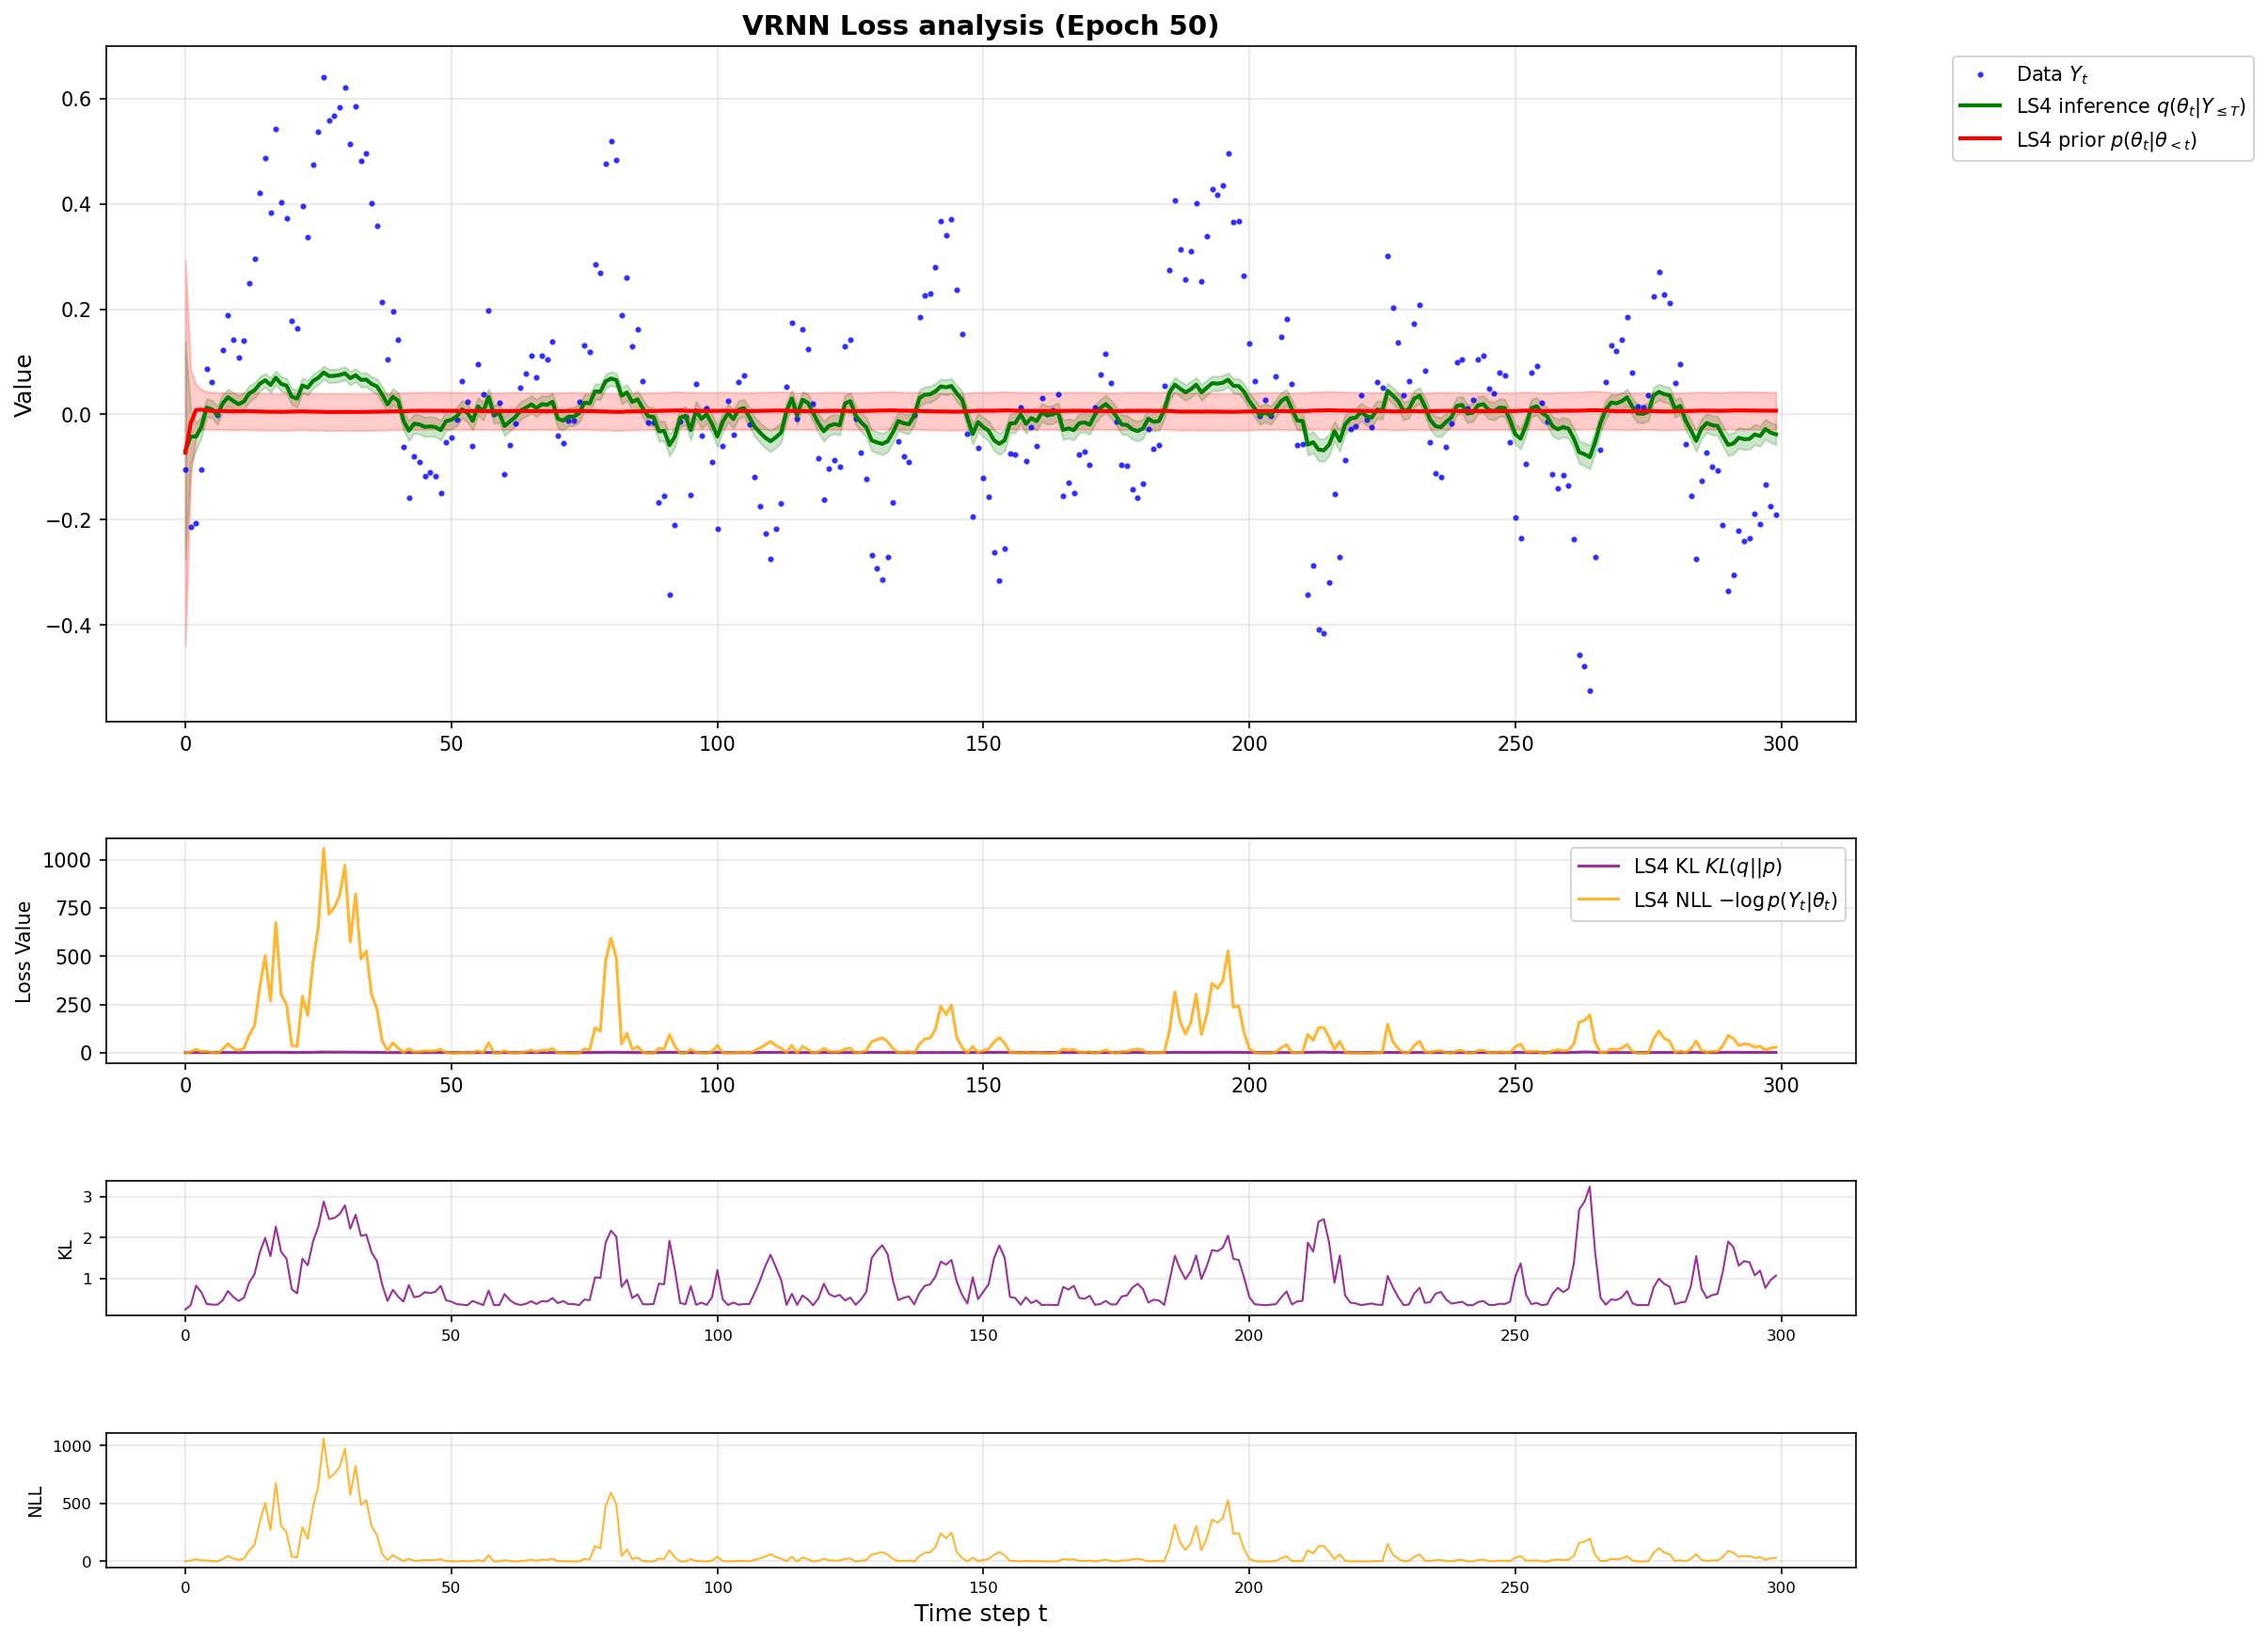 VRNN Loss analysis (Epoch 50)
Value
0.6
0.4
0.2
0.0
−0.2
−0.4
0 50 100 150 200 250 300
Data Y_t
LS4 inference q(θ_t|Y_{≤T})
LS4 prior p(θ_t|θ_{<t})
Loss Value
1000
750
500
250
0
0 50 100 150 200 250 300
LS4 KL KL(q||p)
LS4 NLL −log p(Y_t|θ_t)
KL
3
2
1
0 50 100 150 200 250 300
NLL
1000
500
0
0 50 100 150 200 250 300
Time step t